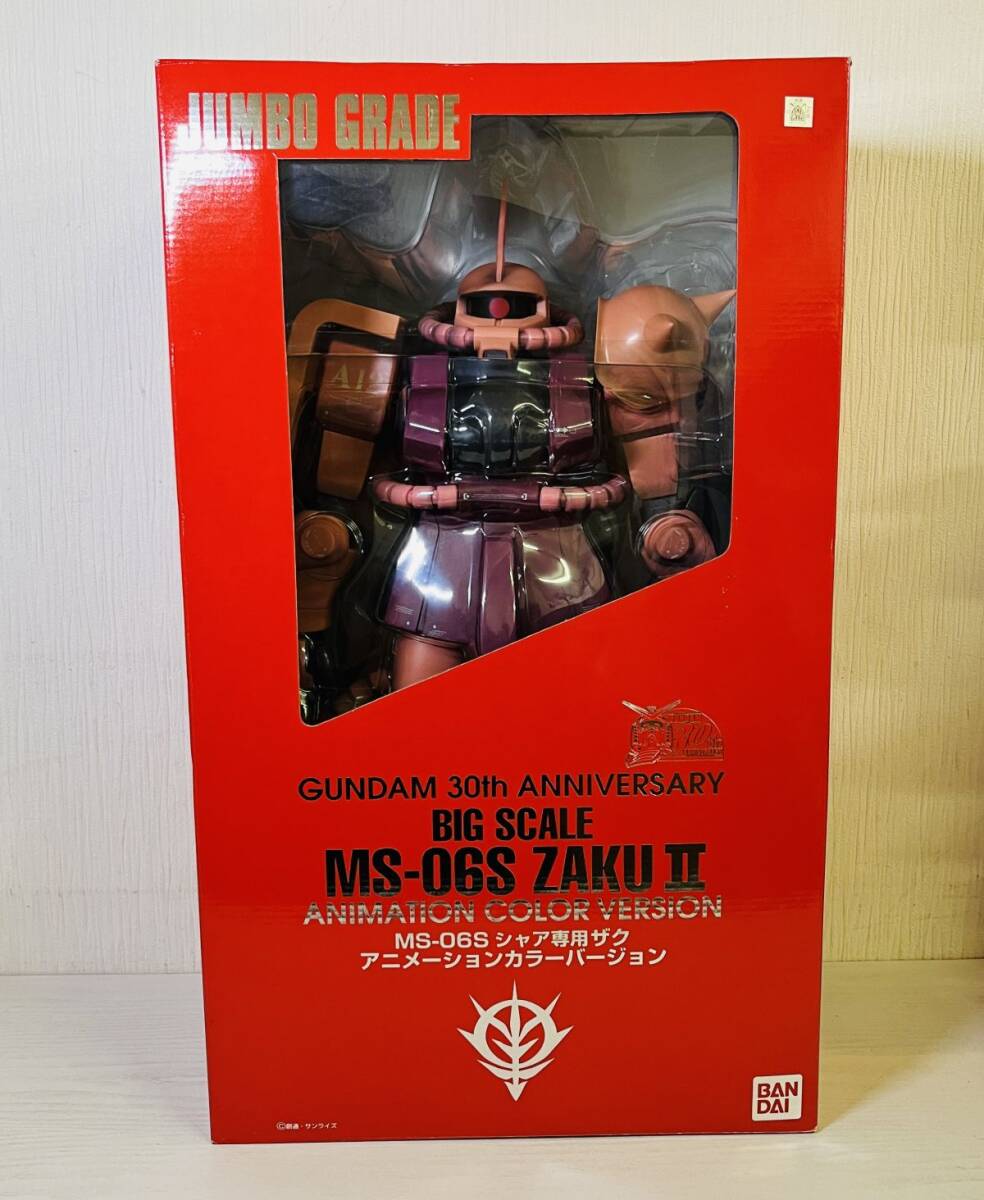 JUMBO GRADE
A1
GUNDAM 30th ANNIVERSARY
BIG SCALE
MS-06S ZAKU II
ANIMATION COLOR VERSION
MS-06S シャア専用ザク
アニメーションカラーバージョン
BAN
DAI
©創通・サンライズ